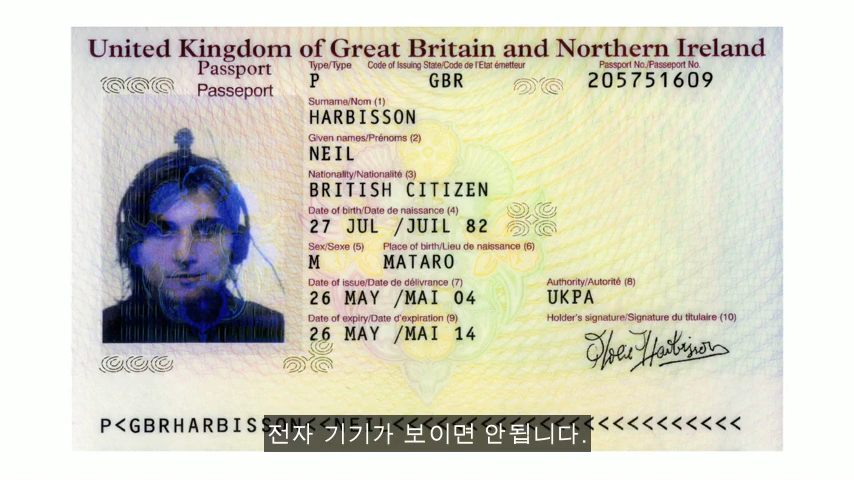 United Kingdom of Great Britain and Northern Ireland
Passport
Passeport
Type/Type Code of Issuing State/Code de l'Etat émetteur Passport No./Passeport No.
P GBR 205751609
Surname/Nom (1)
HARBISSON
Given names/Prénoms (2)
NEIL
Nationality/Nationalité (3)
BRITISH CITIZEN
Date of birth/Date de naissance (4)
27 JUL /JUIL 82
Sex/Sexe (5) Place of birth/Lieu de naissance (6)
M MATARO
Date of issue/Date de délivrance (7) Authority/Autorité (8)
26 MAY /MAI 04 UKPA
Date of expiry/Date d'expiration (9) Holder's signature/Signature du titulaire (10)
26 MAY /MAI 14
P<GBRHARBISSON<<NEIL<<<<<<<<<<<<<<<<<<<<<<<
전자 기기가 보이면 안됩니다.